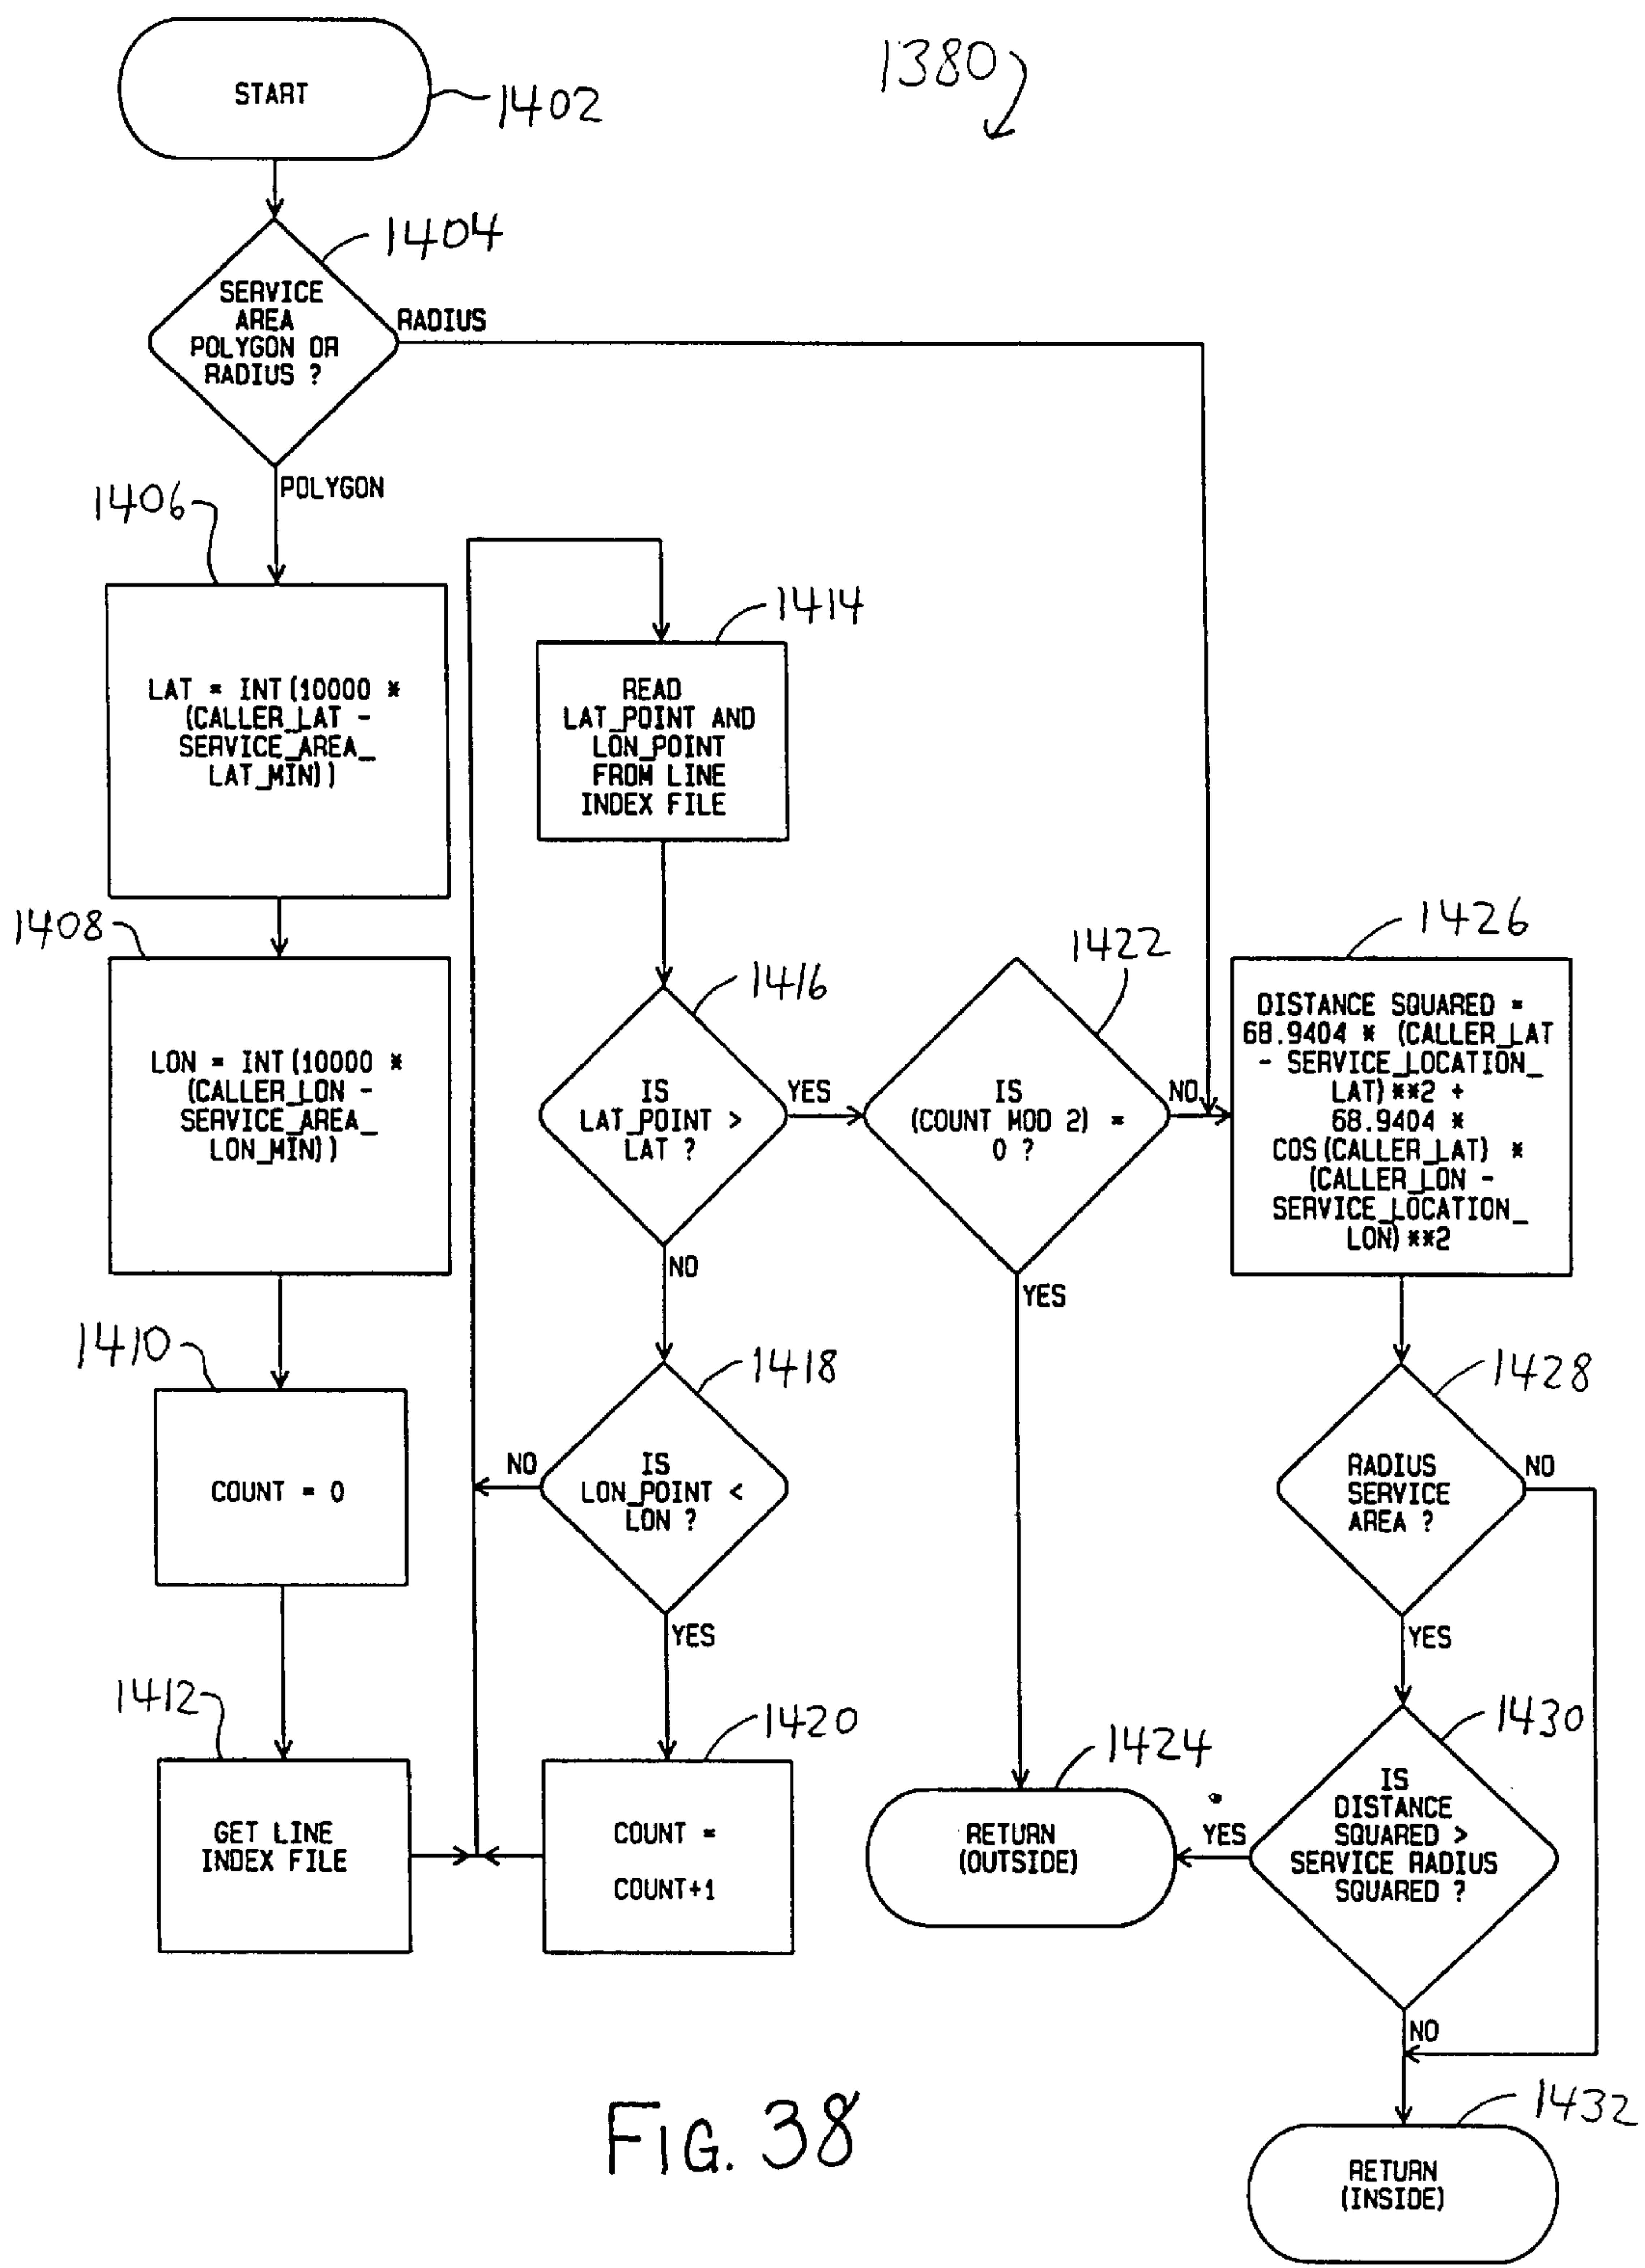 1380
START
1402
1404
SERVICE
AREA
POLYGON OR
RADIUS ?
RADIUS
POLYGON
1406
LAT = INT(10000 *
(CALLER_LAT -
SERVICE_AREA_
LAT_MIN))
1408
LON = INT(10000 *
(CALLER_LON -
SERVICE_AREA_
LON_MIN))
1410
COUNT = 0
1412
GET LINE
INDEX FILE
1414
READ
LAT_POINT AND
LON_POINT
FROM LINE
INDEX FILE
1416
IS
LAT_POINT >
LAT ?
YES
NO
1418
IS
LON_POINT <
LON ?
NO
YES
1420
COUNT =
COUNT+1
1422
IS
(COUNT MOD 2) =
0 ?
NO
YES
1424
RETURN
(OUTSIDE)
1426
DISTANCE SQUARED =
68.9404 * (CALLER_LAT
- SERVICE_LOCATION_
LAT)**2 +
68.9404 *
COS(CALLER_LAT) *
(CALLER_LON -
SERVICE_LOCATION_
LON)**2
1428
RADIUS
SERVICE
AREA ?
NO
YES
1430
IS
DISTANCE
SQUARED >
SERVICE RADIUS
SQUARED ?
YES
NO
1432
RETURN
(INSIDE)
FIG. 38